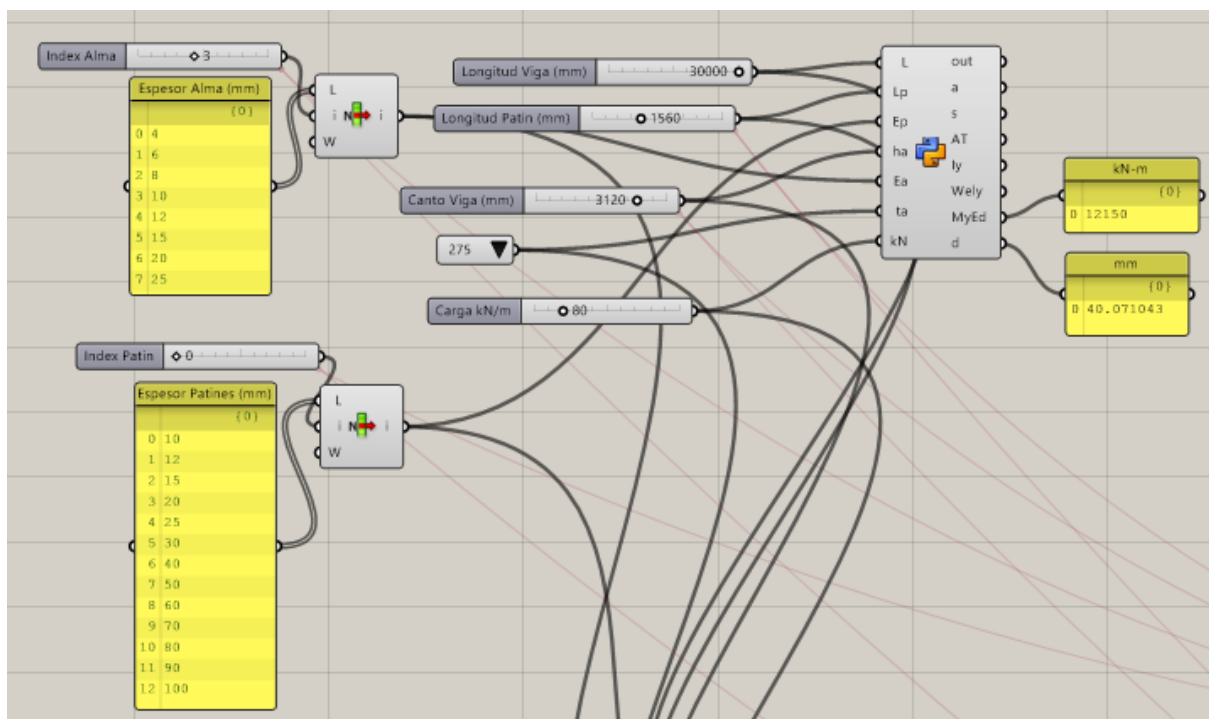 Index Alma 3
Espesor Alma (mm)
{0}
0 4
1 6
2 8
3 10
4 12
5 15
6 20
7 25
L
i N i
W
Index Patin 0
Espesor Patines (mm)
{0}
0 10
1 12
2 15
3 20
4 25
5 30
6 40
7 50
8 60
9 70
10 80
11 90
12 100
L
i N i
W
Longitud Viga (mm) 30000
Longitud Patin (mm) 1560
Canto Viga (mm) 3120
275
Carga kN/m 80
L out
Lp a
Ep s
ha AT
Iy
Ea Wely
ta MyEd
kN d
kN-m
{0}
0 12150
mm
{0}
0 40.071043